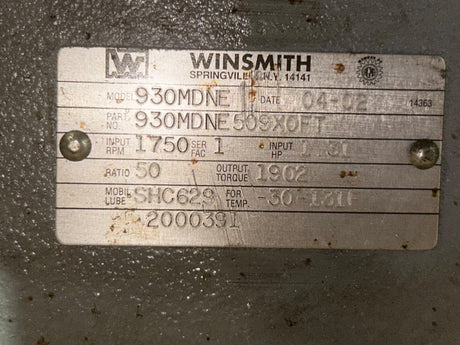 W WINSMITH
SPRINGVILLE, N.Y. 14141
MODEL 930MDNE DATE 04-02 14363
PART NO. 930MDNE509X0FT
INPUT RPM 1750 SER FAC 1 INPUT HP
RATIO 50 OUTPUT TORQUE 1902
MOBIL LUBE SHC629 FOR TEMP.
2000391